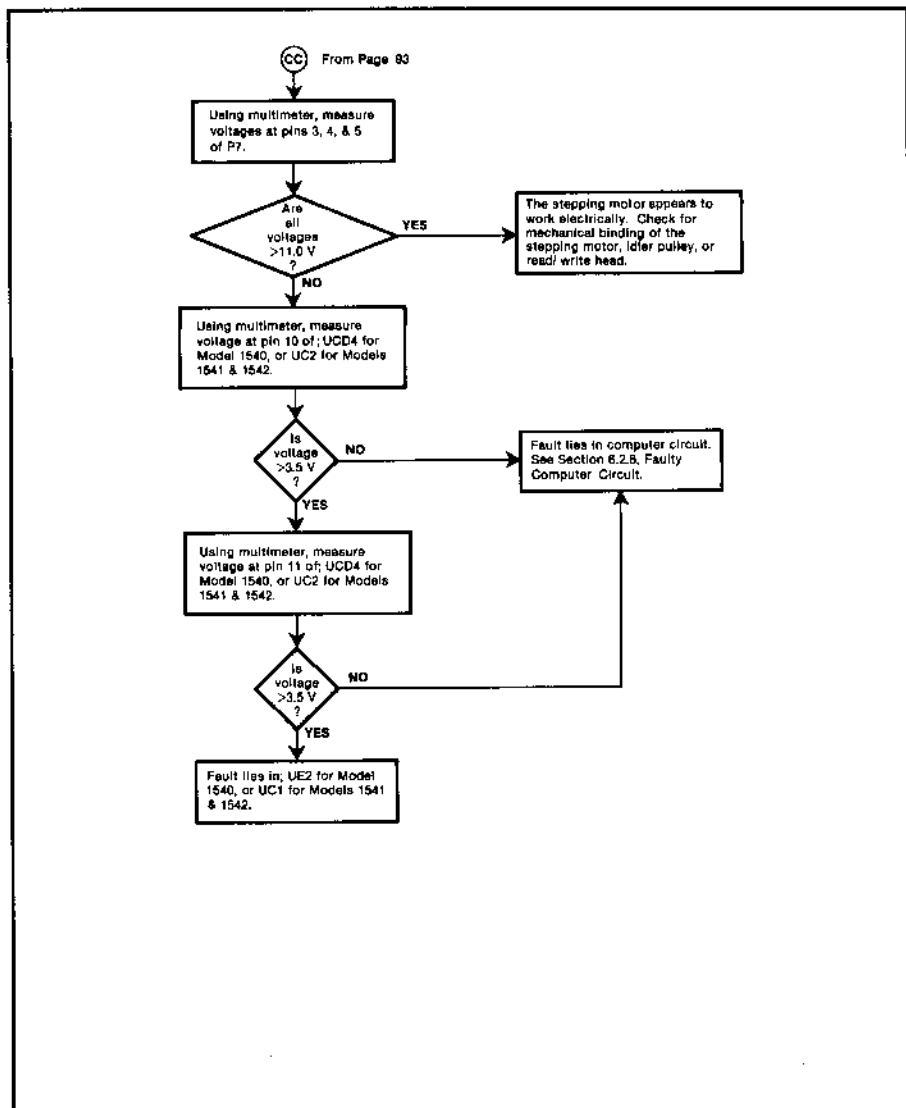 CC From Page 93
Using multimeter, measure
voltages at pins 3, 4, & 5
of P7.
Are
all
voltages
>11.0 V
?
YES
The stepping motor appears to
work electrically. Check for
mechanical binding of the
stepping motor, idler pulley, or
read/ write head.
NO
Using multimeter, measure
voltage at pin 10 of; UCD4
for Model 1540, or UC2 for Models
1541 & 1542.
Is
voltage
>3.5 V
?
NO
Fault lies in computer circuit.
See Section 6.2.8, Faulty
Computer Circuit.
YES
Using multimeter, measure
voltage at pin 11 of; UCD4
for Model 1540, or UC2 for Models
1541 & 1542.
Is
voltage
>3.5 V
?
NO
YES
Fault lies in; UE2 for Model
1540, or UC1 for Models 1541
& 1542.